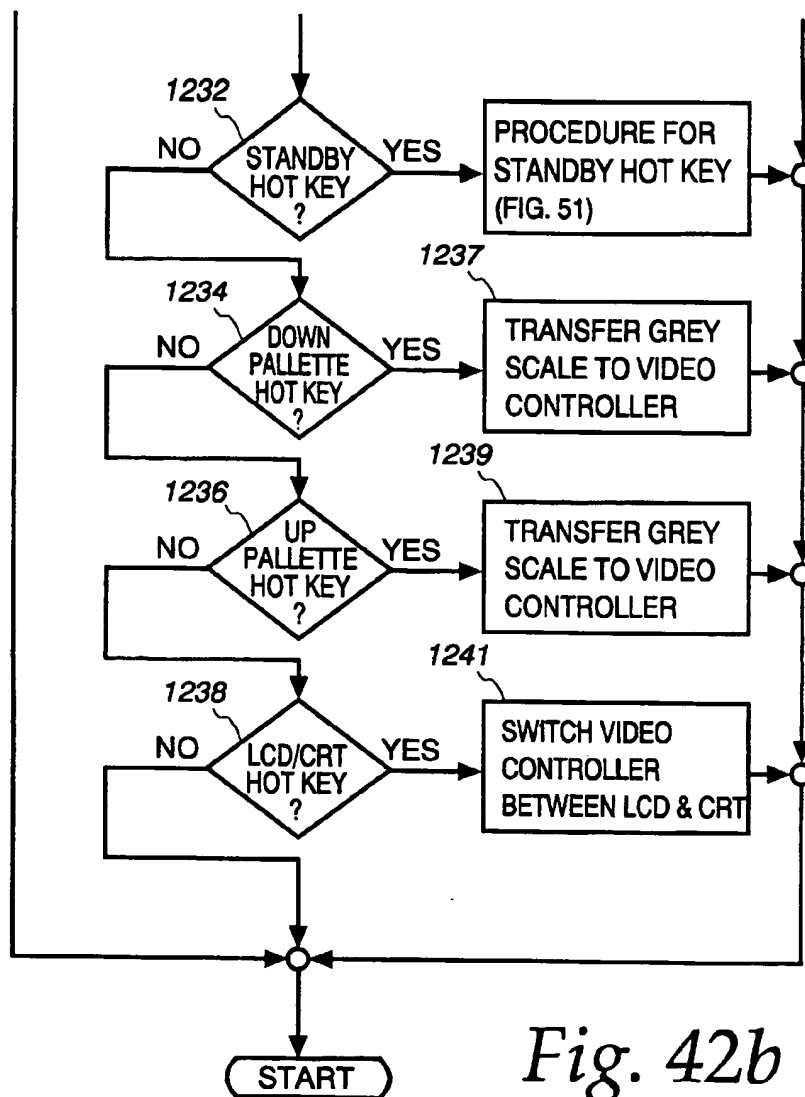 1232
NO
STANDBY
HOT KEY
?
YES
PROCEDURE FOR
STANDBY HOT KEY
(FIG. 51)
1234
NO
DOWN
PALLETTE
HOT KEY
?
YES
1237
TRANSFER GREY
SCALE TO VIDEO
CONTROLLER
1236
NO
UP
PALLETTE
HOT KEY
?
YES
1239
TRANSFER GREY
SCALE TO VIDEO
CONTROLLER
1238
NO
LCD/CRT
HOT KEY
?
YES
1241
SWITCH VIDEO
CONTROLLER
BETWEEN LCD & CRT
START
Fig. 42b